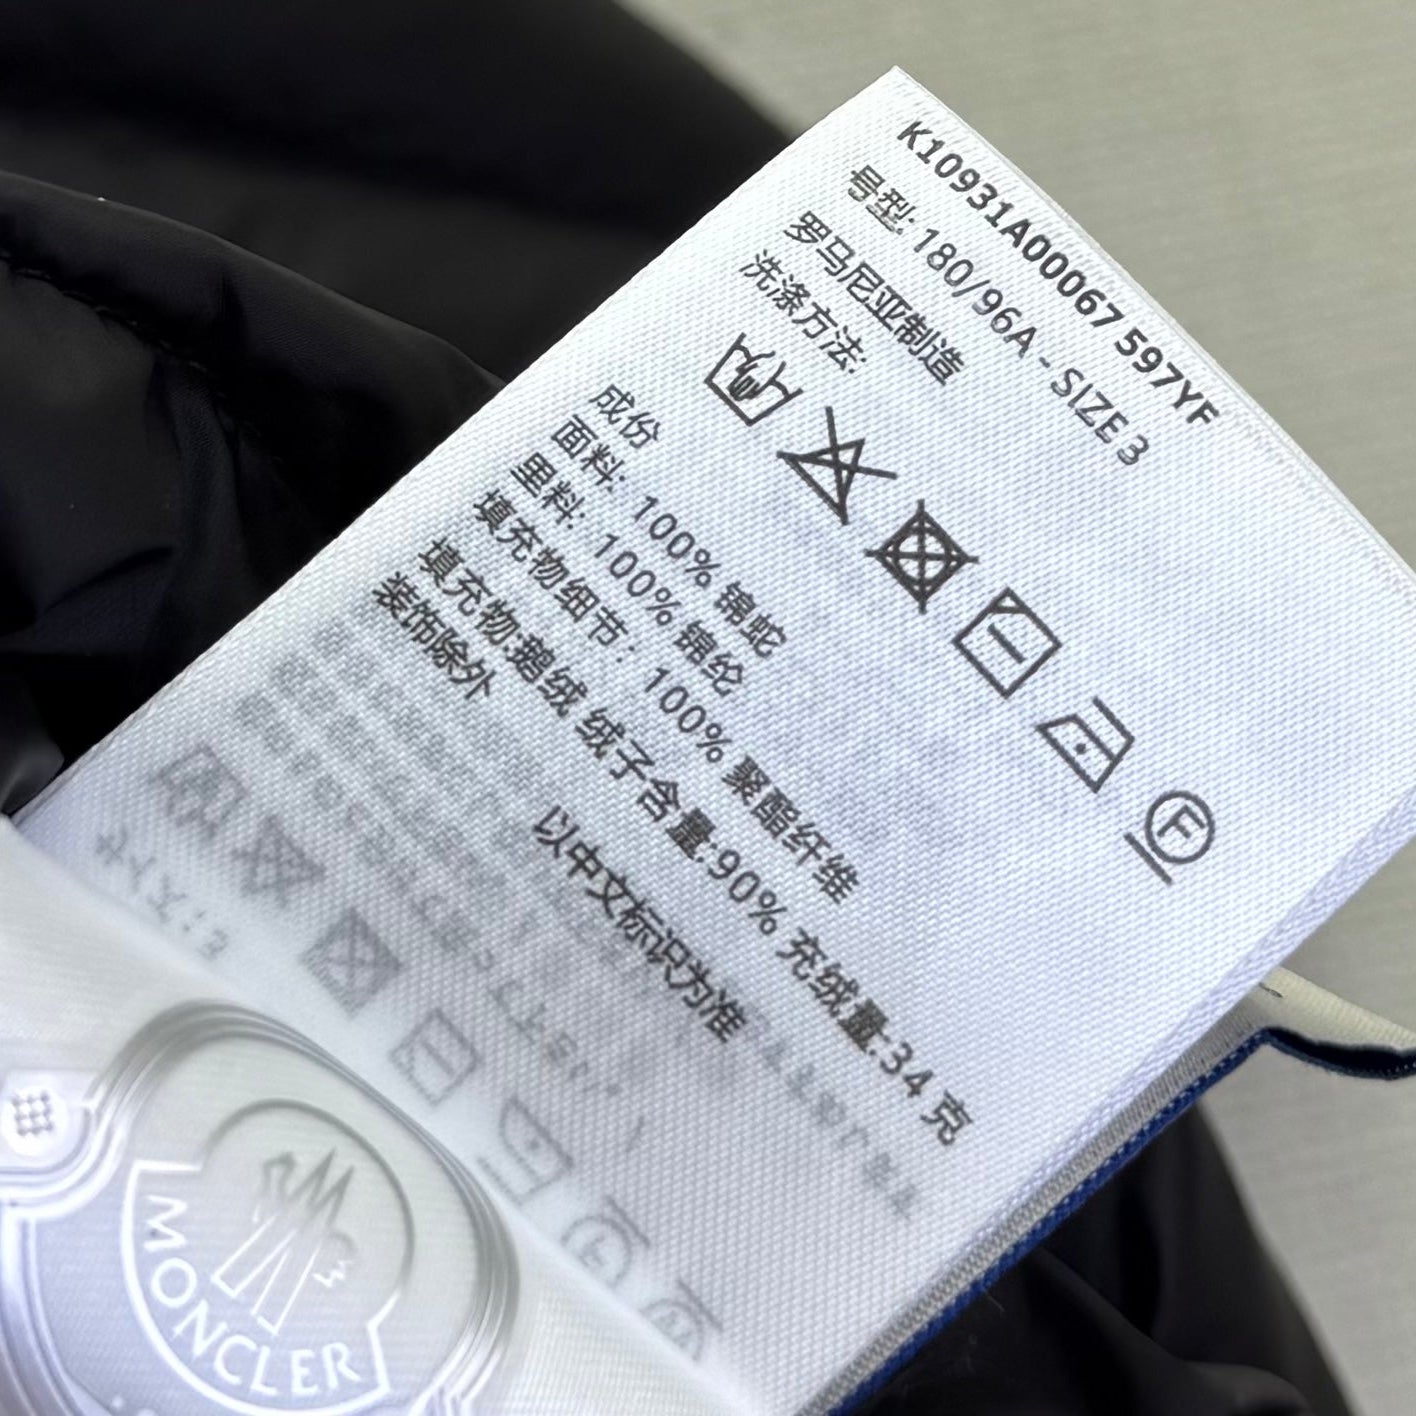 K10931A00067 597YF
号型: 180/96A - SIZE 3
罗马尼亚制造
洗涤方法:
F
成份
面料: 100% 锦蛇
里料: 100% 锦纶
填充物细节: 100% 聚酯纤维
填充物:鹅绒 绒子含量:90% 充绒量:34 克
装饰除外
以中文标识为准
MONCLER